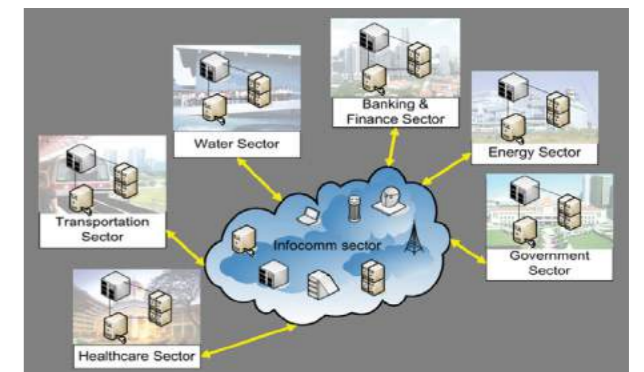 Banking &
Finance Sector
Water Sector
Energy Sector
Transportation
Sector
Infocomm sector
Government
Sector
Healthcare Sector